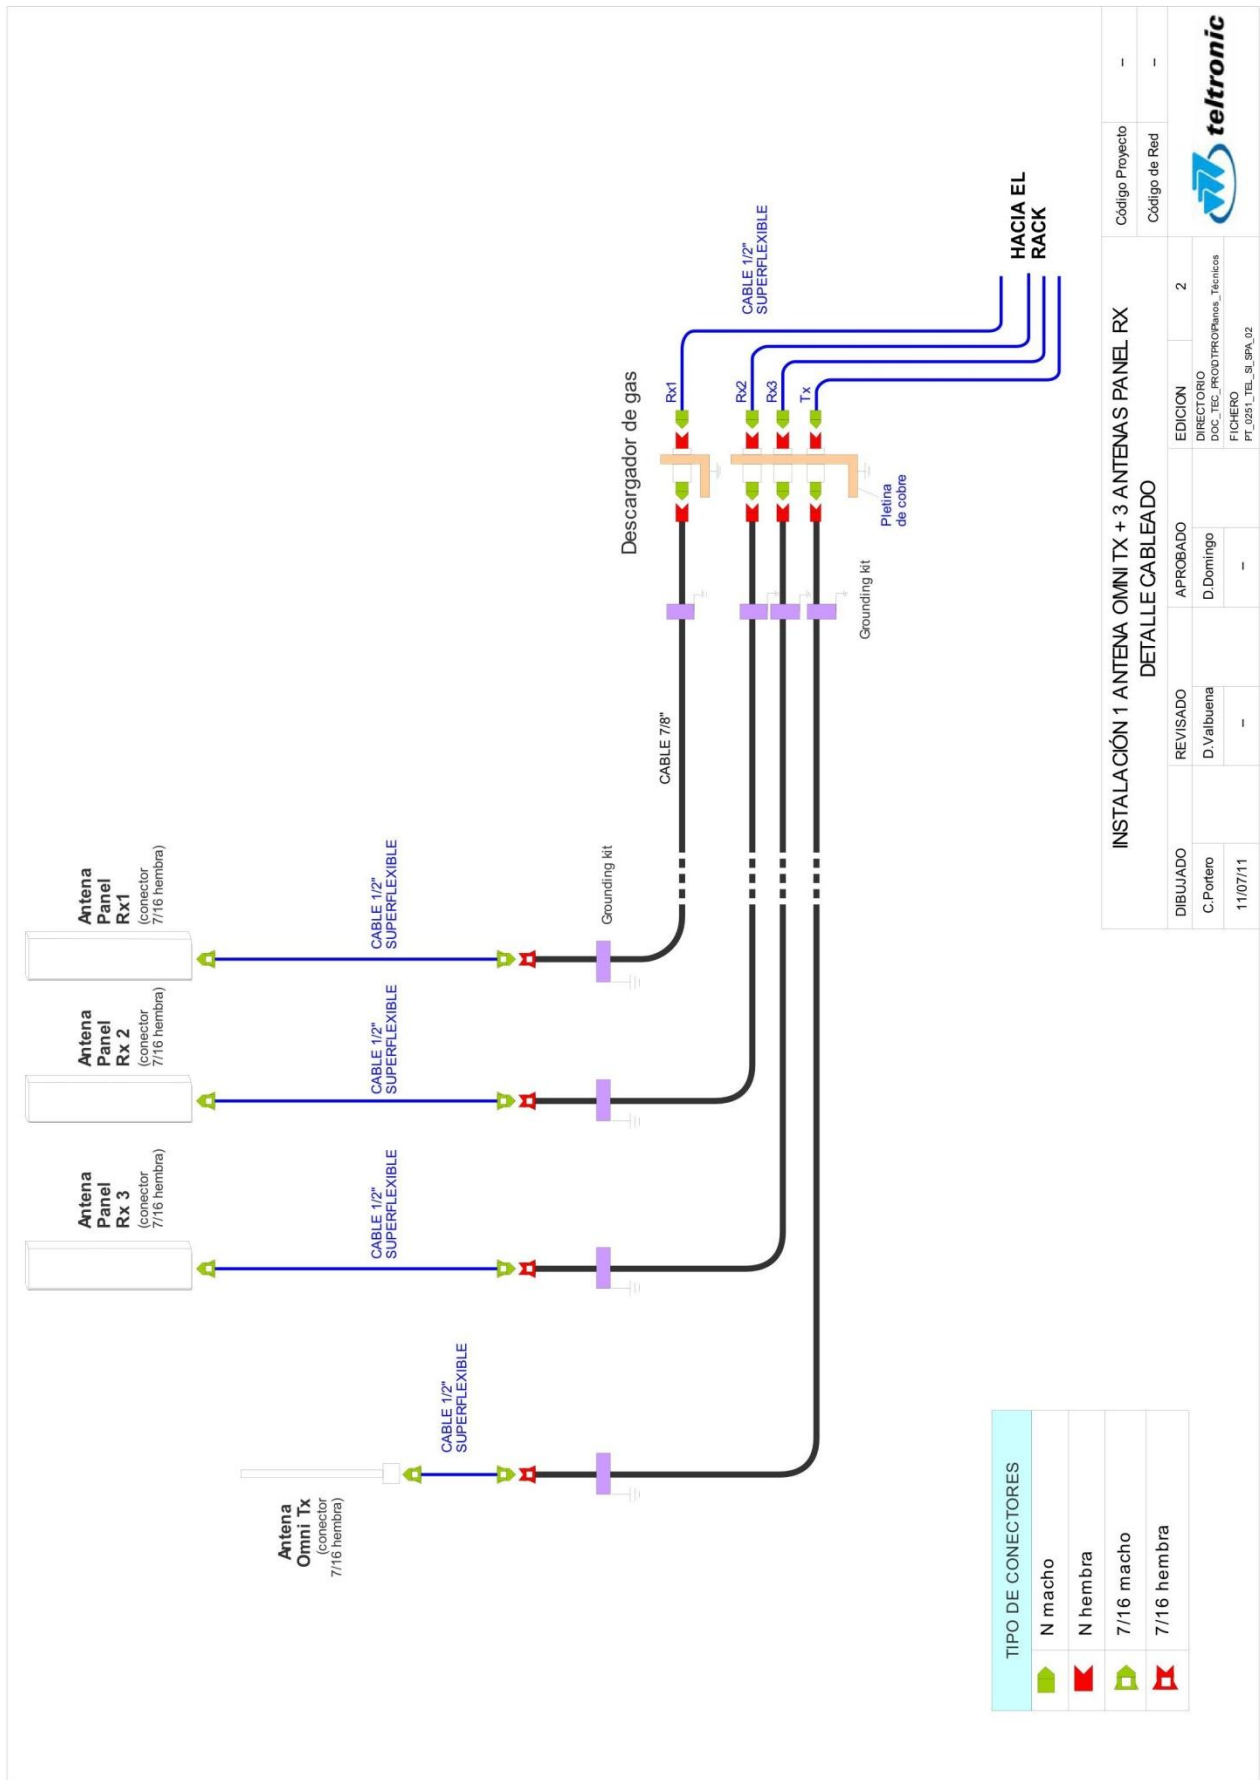 Antena
Panel
Rx1
(conector
7/16 hembra)
Antena
Panel
Rx 2
(conector
7/16 hembra)
Antena
Panel
Rx 3
(conector
7/16 hembra)
Antena
Omni Tx
(conector
7/16 hembra)
CABLE 1/2"
SUPERFLEXIBLE
CABLE 1/2"
SUPERFLEXIBLE
CABLE 1/2"
SUPERFLEXIBLE
CABLE 1/2"
SUPERFLEXIBLE
Grounding kit
CABLE 7/8"
Grounding kit
Descargador de gas
Pletina
de cobre
Rx1
Rx2
Rx3
Tx
CABLE 1/2"
SUPERFLEXIBLE
HACIA EL
RACK
TIPO DE CONECTORES
N macho
N hembra
7/16 macho
7/16 hembra
INSTALACIÓN 1 ANTENA OMNI TX + 3 ANTENAS PANEL RX
DETALLE CABLEADO
Código Proyecto –
Código de Red –
DIBUJADO REVISADO APROBADO EDICION 2
C.Portero D.Valbuena D.Domingo
11/07/11 – –
DIRECTORIO
DOC_TEC_PRO\DTPRO\Planos_Técnicos
FICHERO
PT_0251_TEL_SI_SPA_02
teltronic